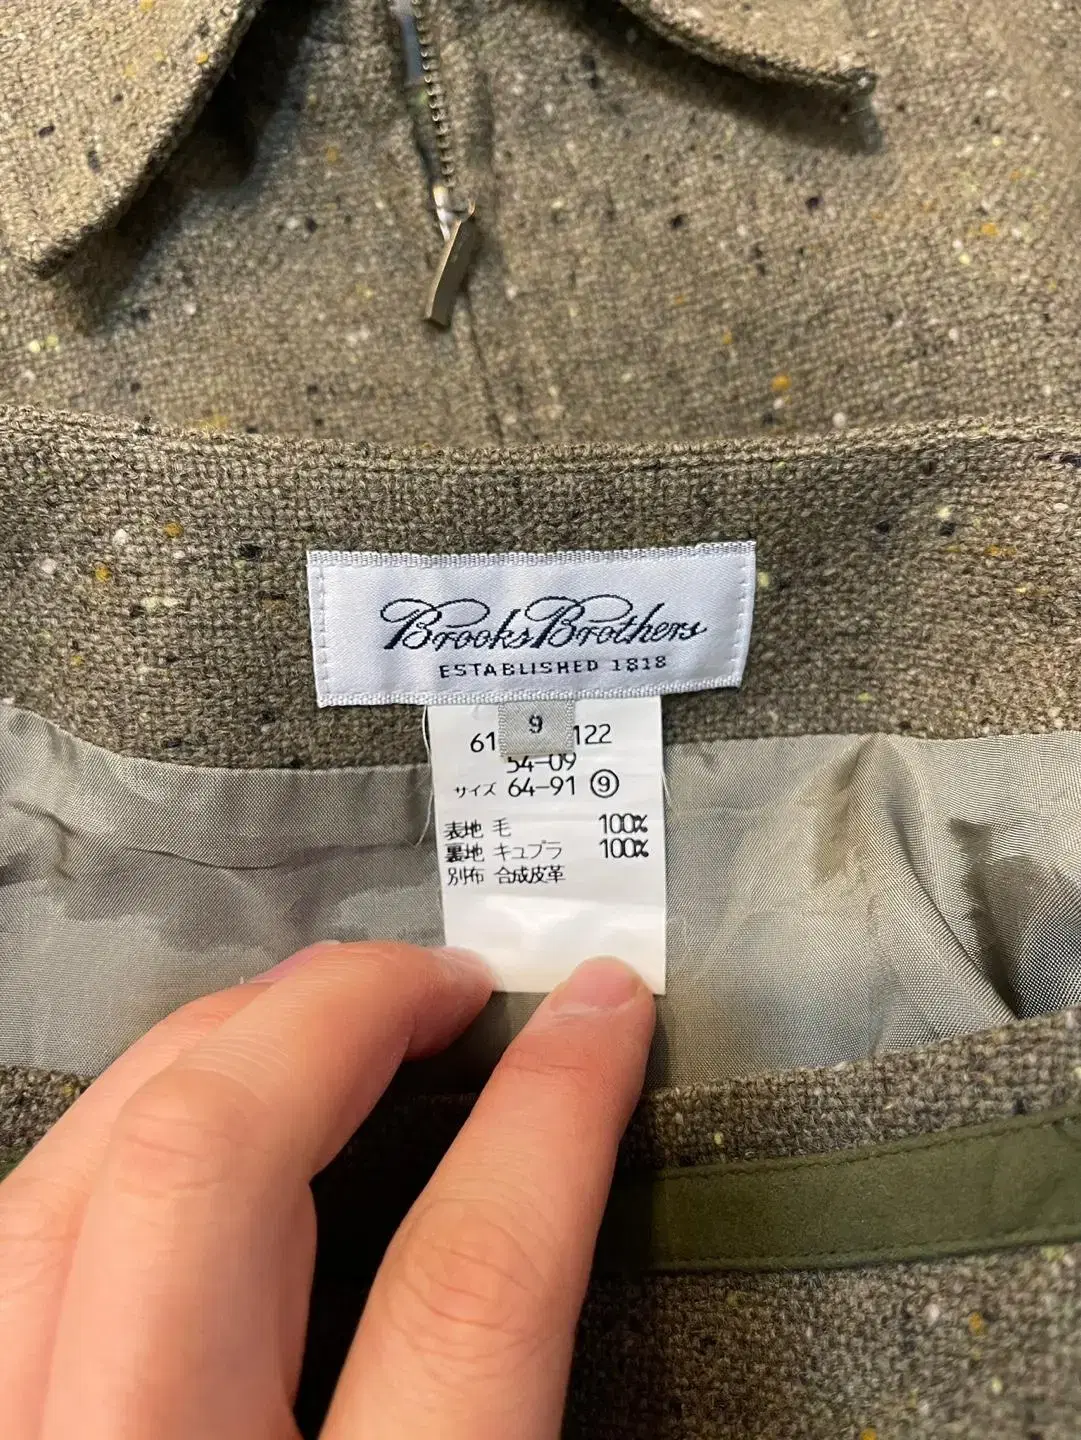 Brooks Brothers
ESTABLISHED 1818
9
61 122
54-09
サイズ 64-91 ⑨
表地 毛 100%
裏地 キュプラ 100%
別布 合成皮革